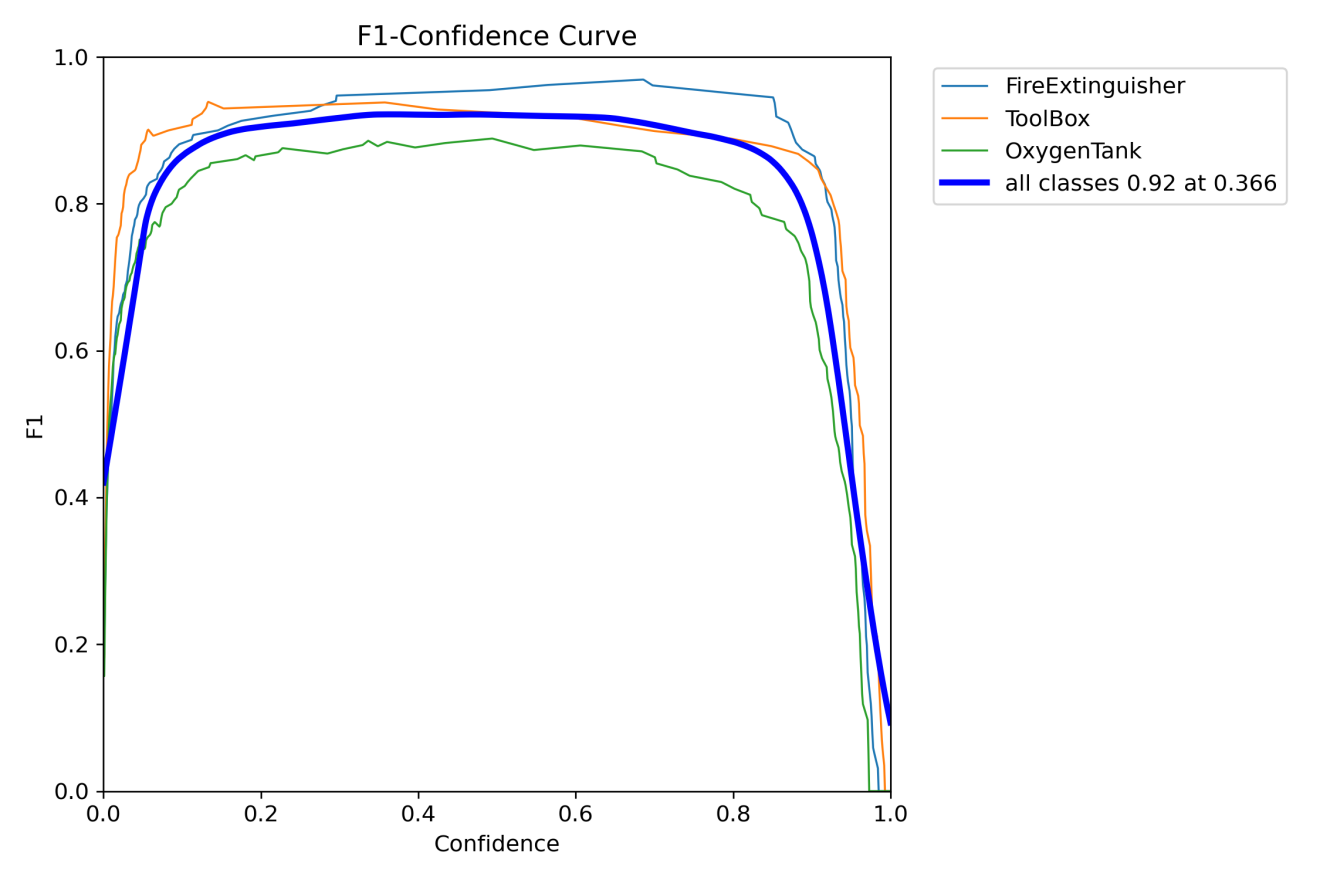 F1-Confidence Curve
1.0
0.8
0.6
0.4
0.2
0.0
F1
0.0 0.2 0.4 0.6 0.8 1.0
Confidence
FireExtinguisher
ToolBox
OxygenTank
all classes 0.92 at 0.366